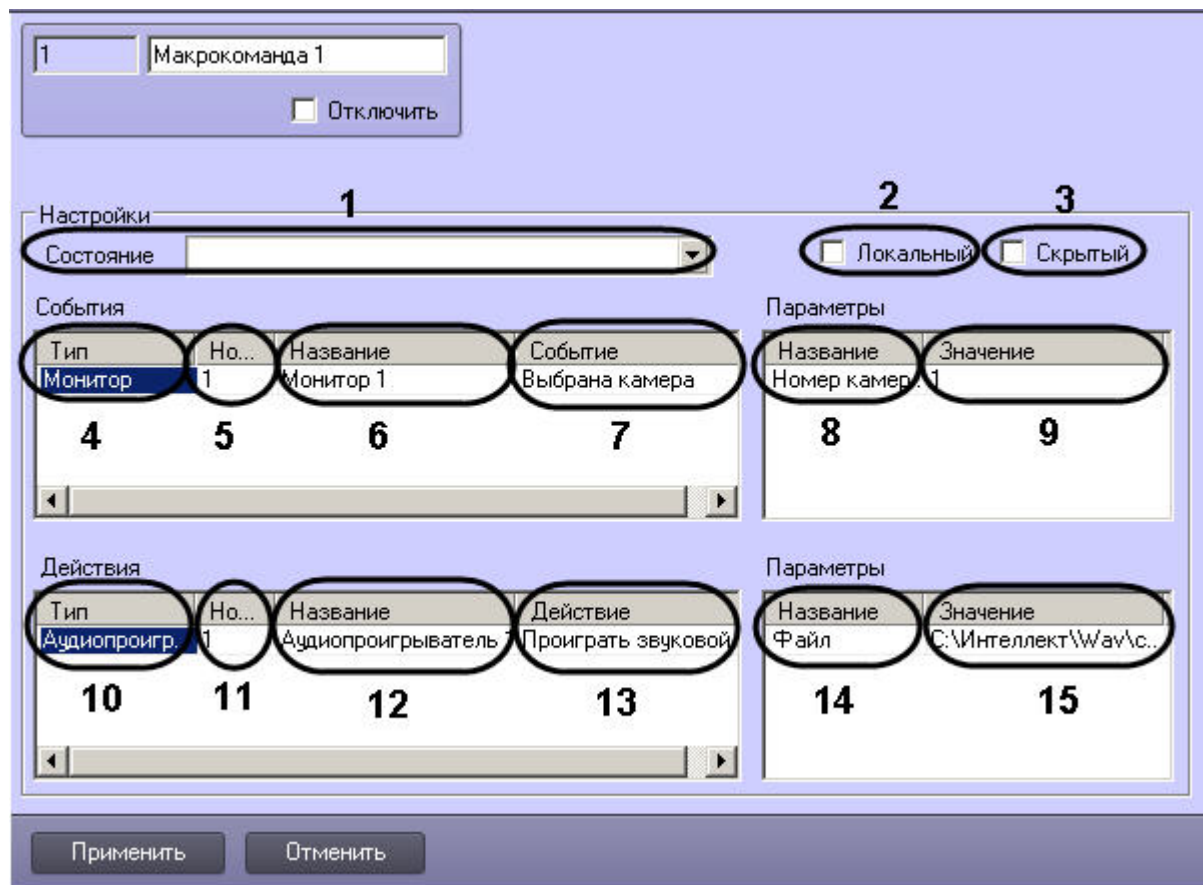 1 Макрокоманда 1
Отключить
1 2 3
Настройки
Состояние Локальный Скрытый
События Параметры
Тип Но... Название Событие Название Значение
Монитор 1 Монитор 1 Выбрана камера Номер камер.. 1
4 5 6 7 8 9
Действия Параметры
Тип Но... Название Действие Название Значение
Аудиопроигр.. 1 Аудиопроигрыватель 1 Проиграть звуковой Файл C:\Интеллект\Wav\c..
10 11 12 13 14 15
Применить Отменить